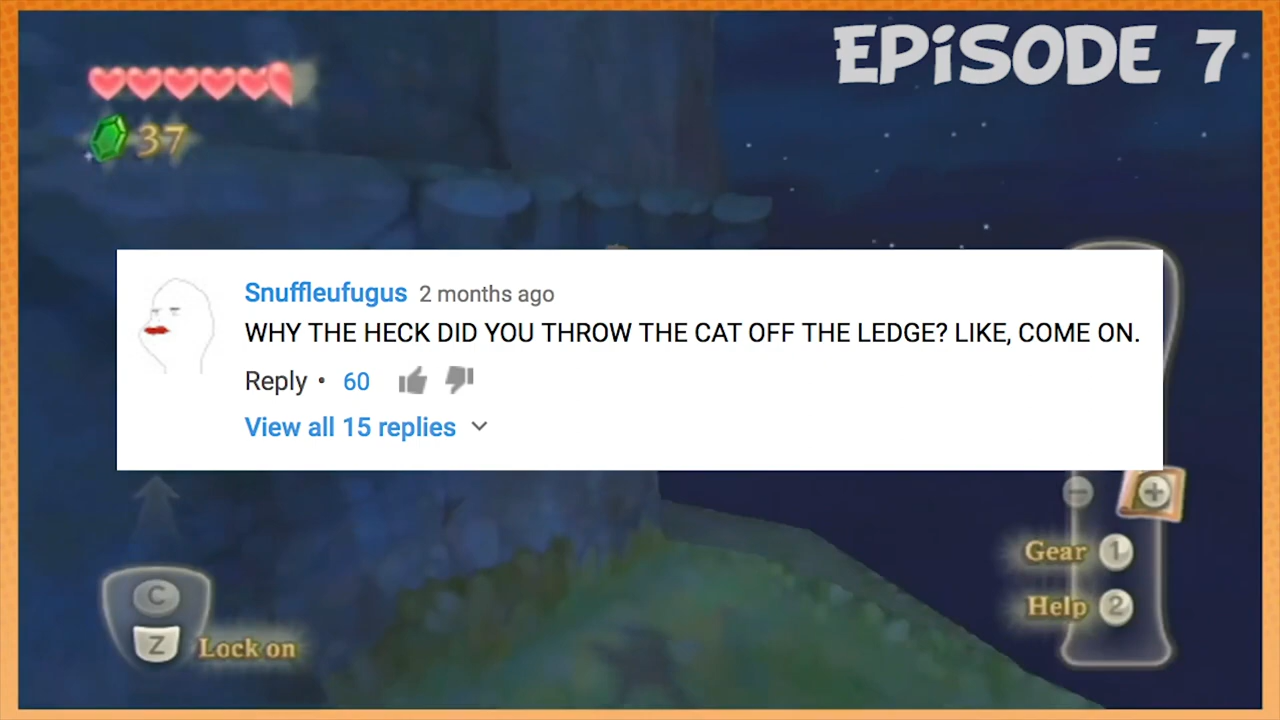 EPISODE 7
37
Snuffleufugus 2 months ago
WHY THE HECK DID YOU THROW THE CAT OFF THE LEDGE? LIKE, COME ON.
Reply • 60
View all 15 replies
Gear 1
Help 2
C
Z Lock on